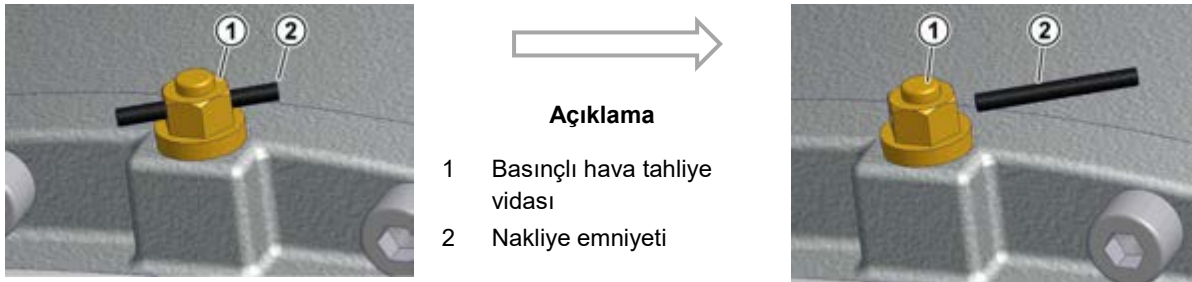 1 2
Açıklama
1 Basınçlı hava tahliye
vidası
2 Nakliye emniyeti
1 2